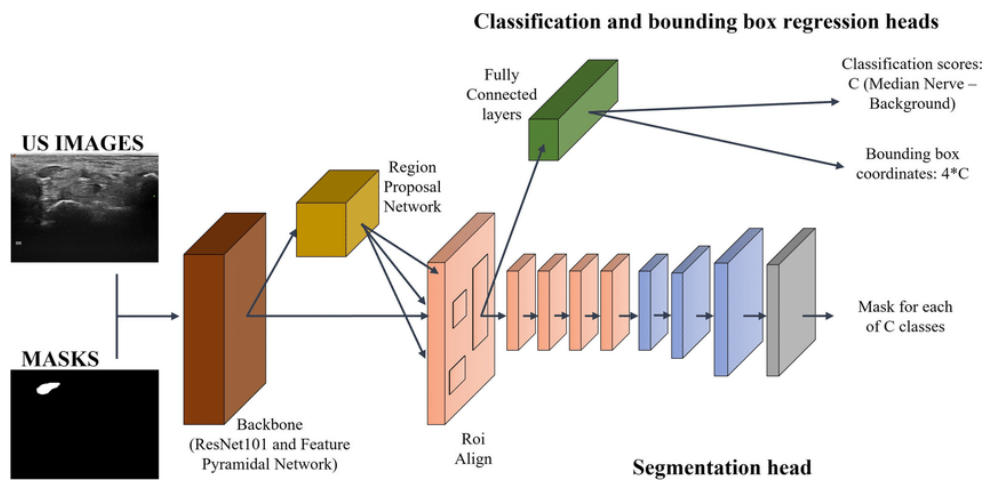 Classification and bounding box regression heads
Fully
Connected
layers
Classification scores:
C (Median Nerve –
Background)
US IMAGES
Region
Proposal
Network
Bounding box
coordinates: 4*C
MASKS
Mask for each
of C classes
Backbone
(ResNet101 and Feature
Pyramidal Network)
Roi
Align
Segmentation head